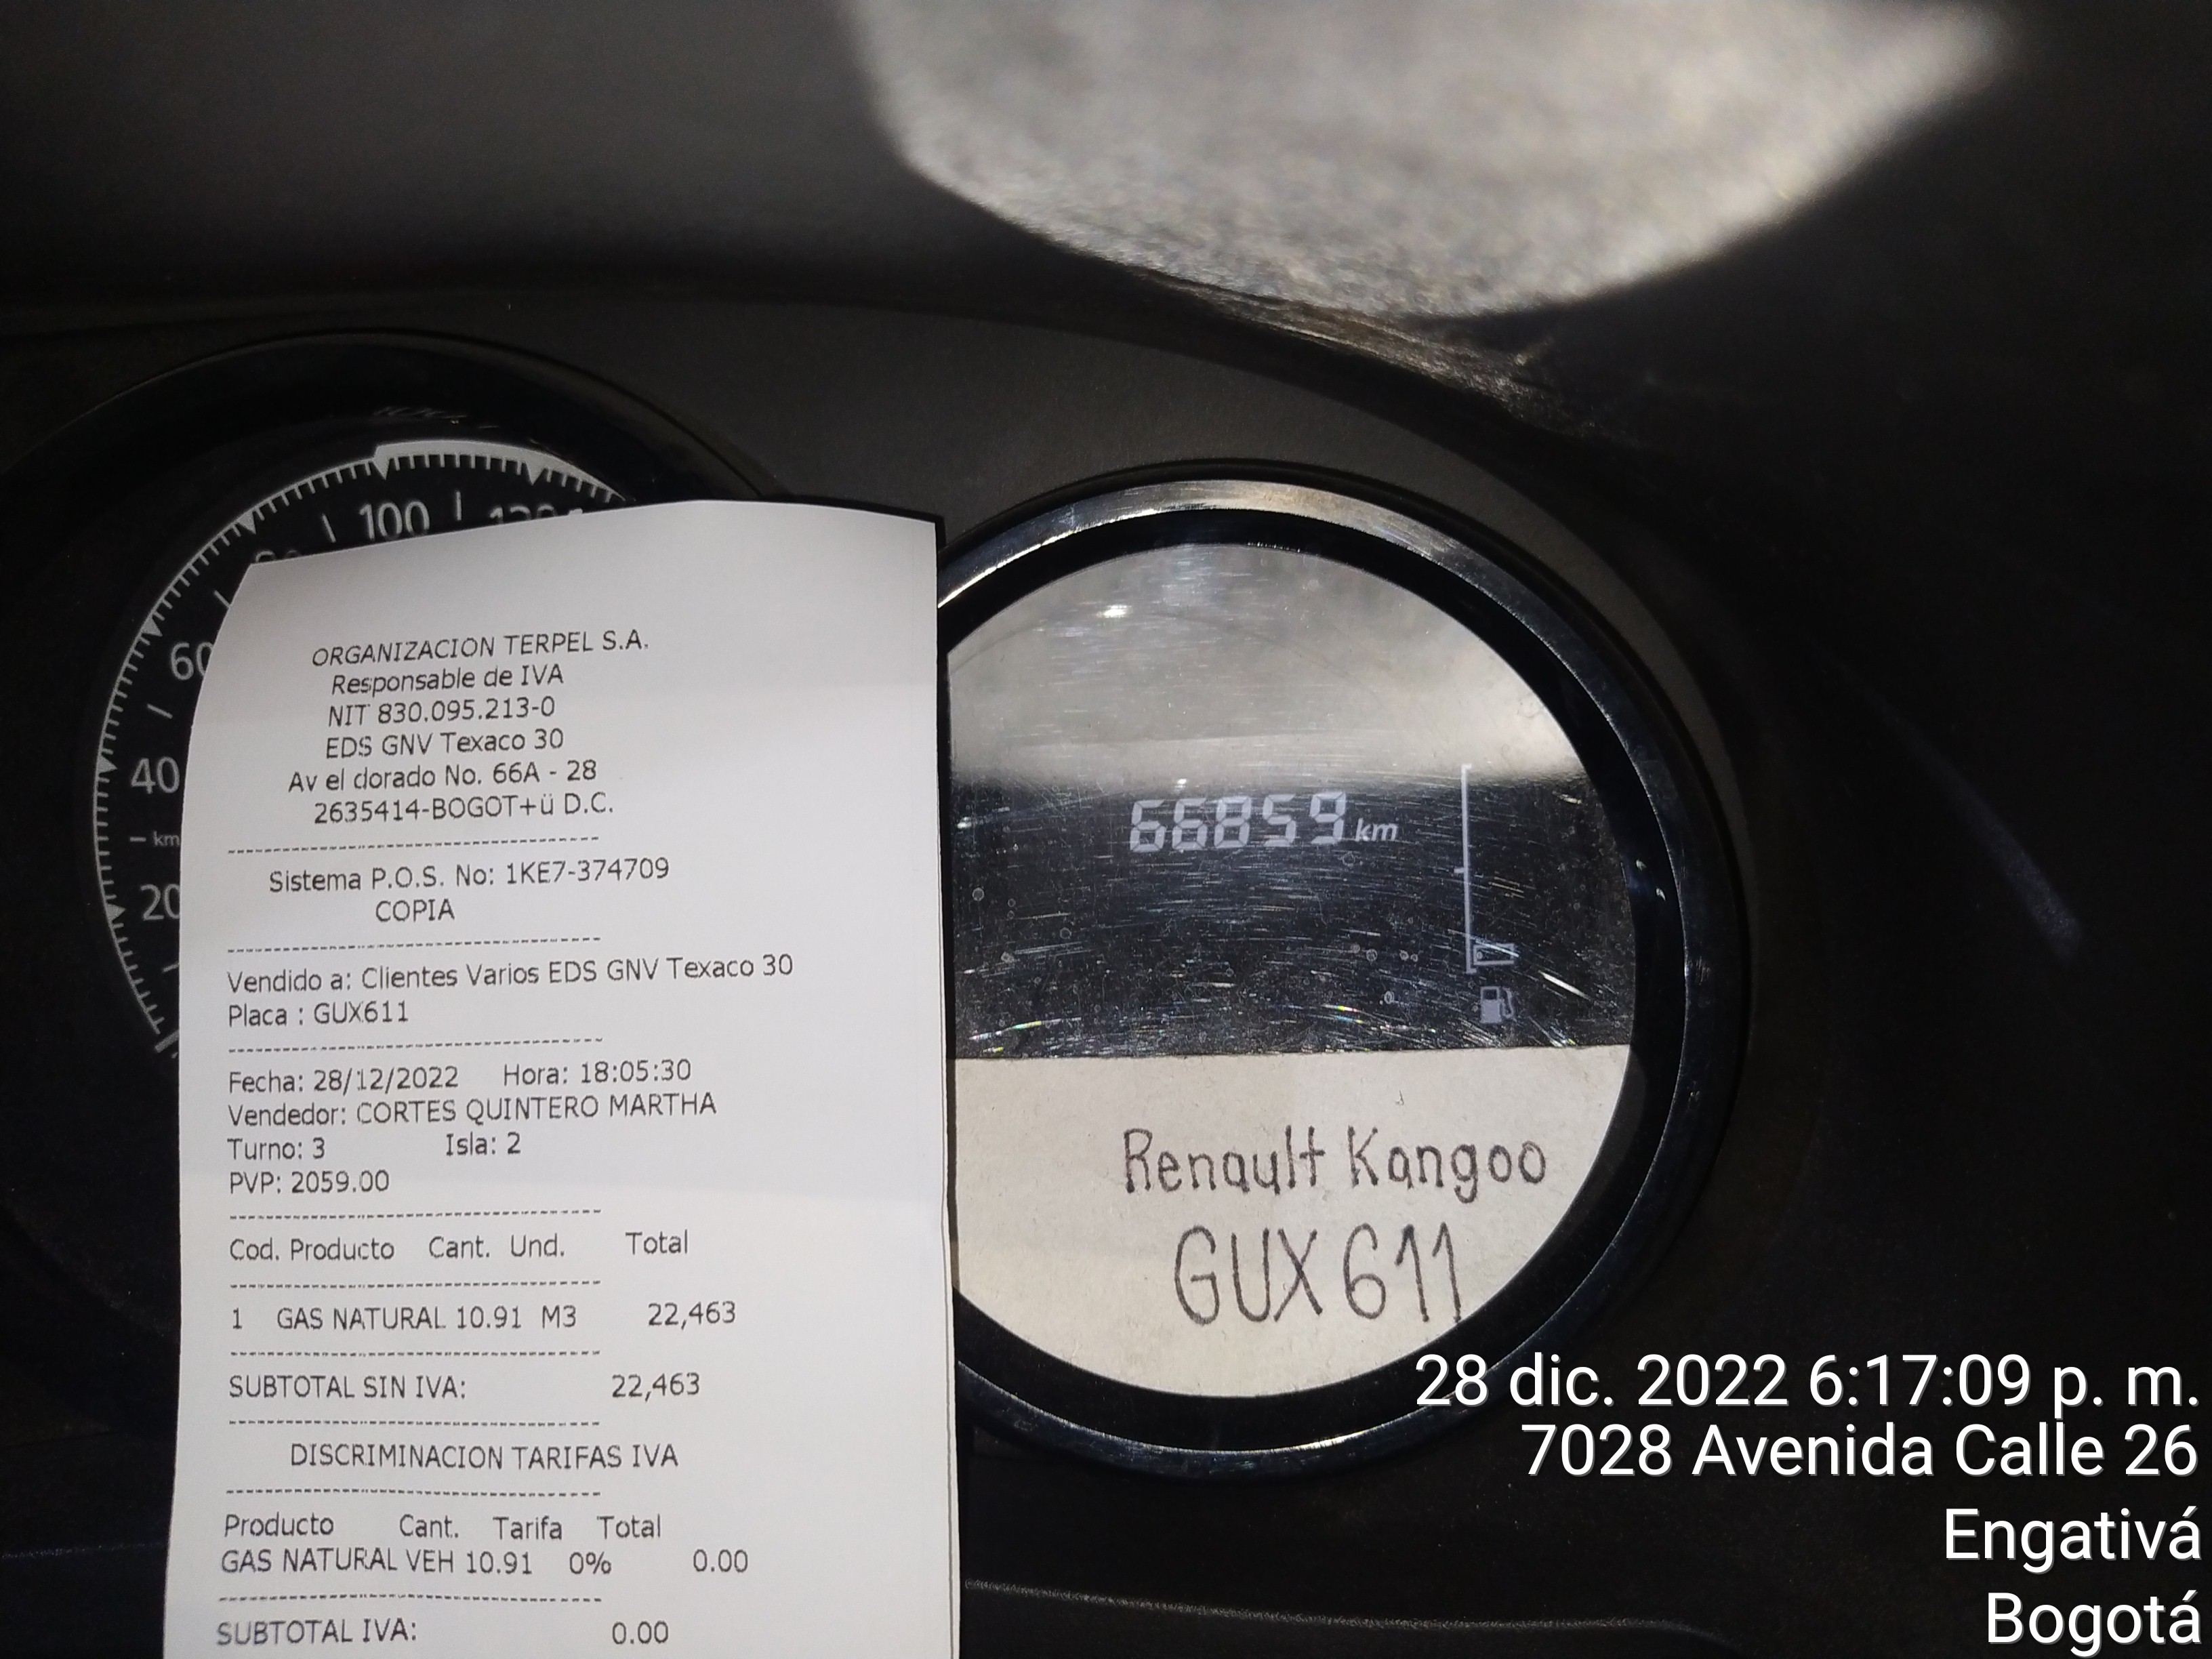 100
120
60
40
km
20
ORGANIZACION TERPEL S.A.
Responsable de IVA
NIT 830.095.213-0
EDS GNV Texaco 30
Av el dorado No. 66A - 28
2635414-BOGOT+ü D.C.
Sistema P.O.S. No: 1KE7-374709
COPIA
Vendido a: Clientes Varios EDS GNV Texaco 30
Placa : GUX611
Fecha: 28/12/2022 Hora: 18:05:30
Vendedor: CORTES QUINTERO MARTHA
Turno: 3 Isla: 2
PVP: 2059.00
Cod. Producto Cant. Und. Total
1 GAS NATURAL 10.91 M3 22,463
SUBTOTAL SIN IVA: 22,463
DISCRIMINACION TARIFAS IVA
Producto Cant. Tarifa Total
GAS NATURAL VEH 10.91 0% 0.00
SUBTOTAL IVA: 0.00
66859 km
Renault Kangoo
GUX611
28 dic. 2022 6:17:09 p. m.
7028 Avenida Calle 26
Engativá
Bogotá